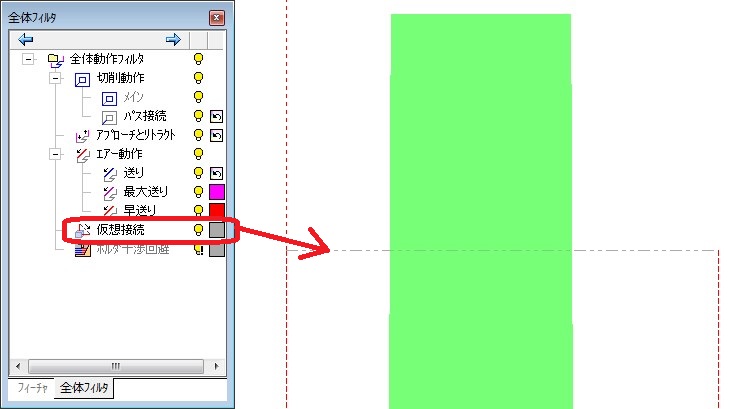 全体フィルタ
全体動作フィルタ
切削動作
メイン
パス接続
アプローチとリトラクト
エアー動作
送り
最大送り
早送り
仮想接続
ホルダ干渉回避
フィーチャ 全体フィルタ